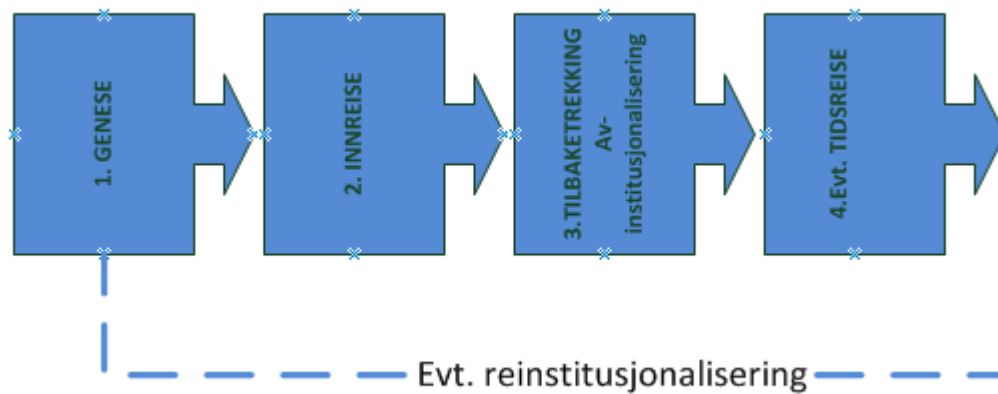 1. GENESE
2. INNREISE
3.TILBAKETREKKING
Av-
institusjonalisering
4.Evt. TIDSREISE
Evt. reinstitusjonalisering